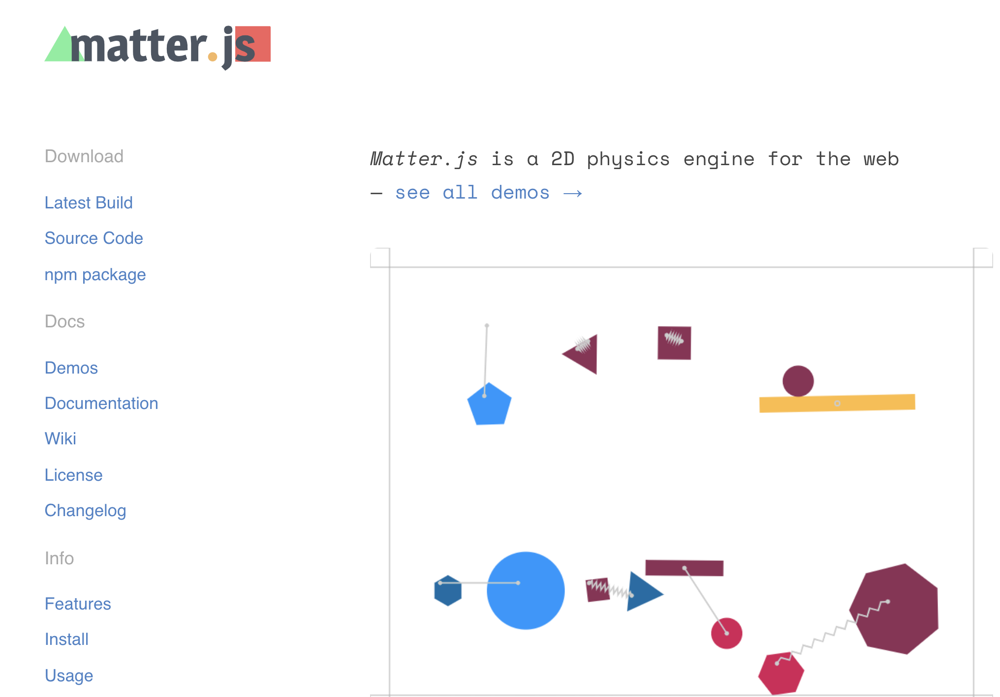 matter.js
Download
Latest Build
Source Code
npm package
Docs
Demos
Documentation
Wiki
License
Changelog
Info
Features
Install
Usage
Matter.js is a 2D physics engine for the web
— see all demos →